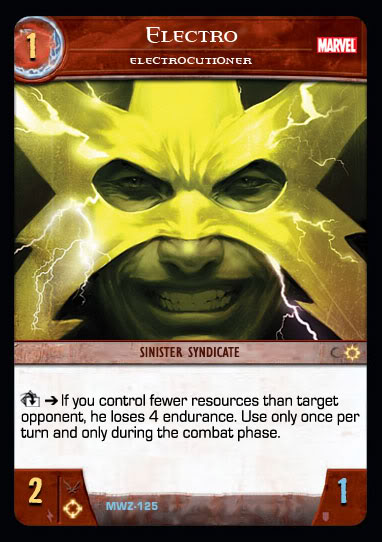 1
ELECTRO
MARVEL
ELECTROCUTIONER
SINISTER SYNDICATE
➔ If you control fewer resources than target
opponent, he loses 4 endurance. Use only once per
turn and only during the combat phase.
2
MWZ-125
1